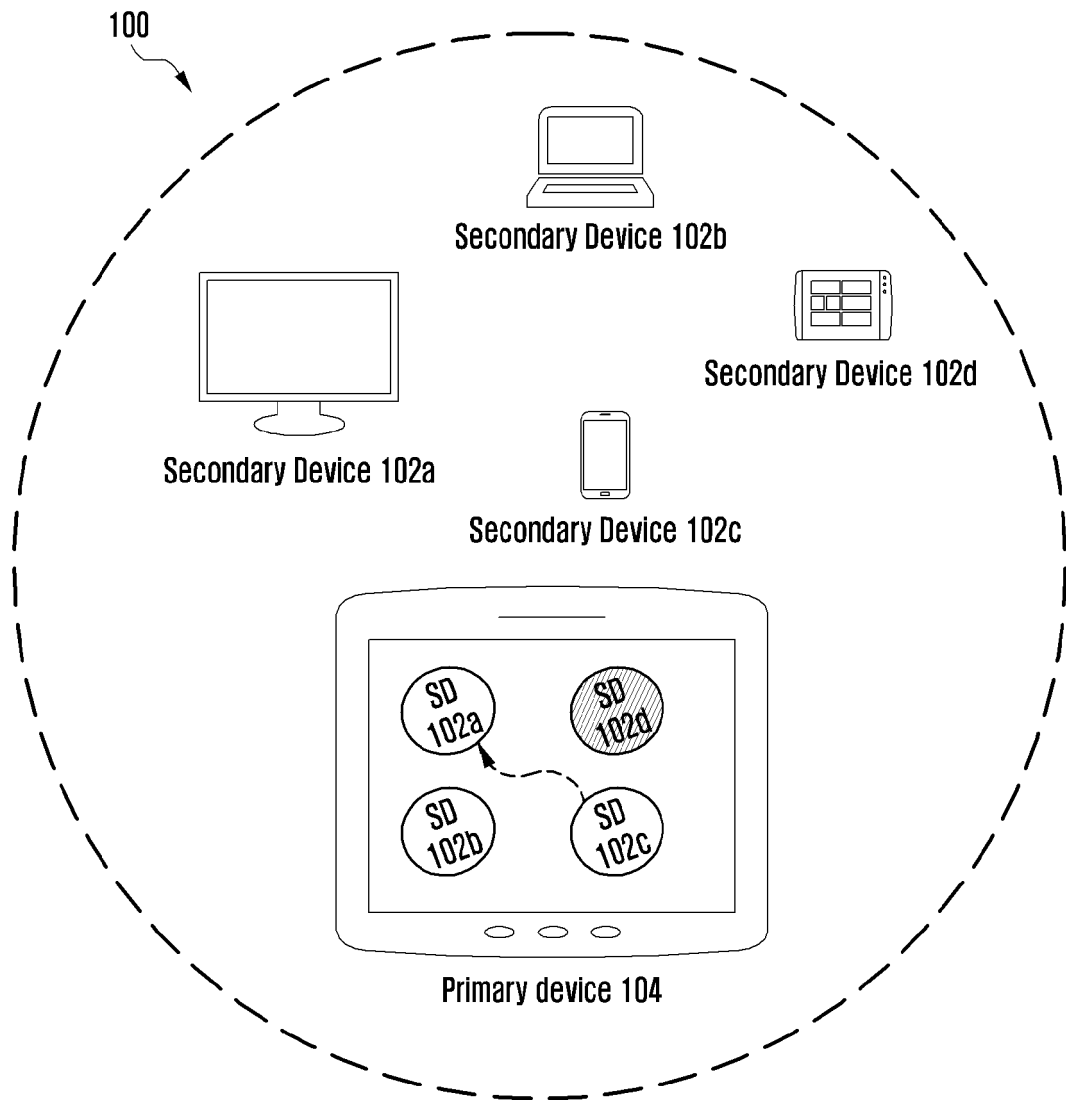 100
Secondary Device 102b
Secondary Device 102d
Secondary Device 102a
Secondary Device 102c
SD
102a
SD
102d
SD
102b
SD
102c
Primary device 104